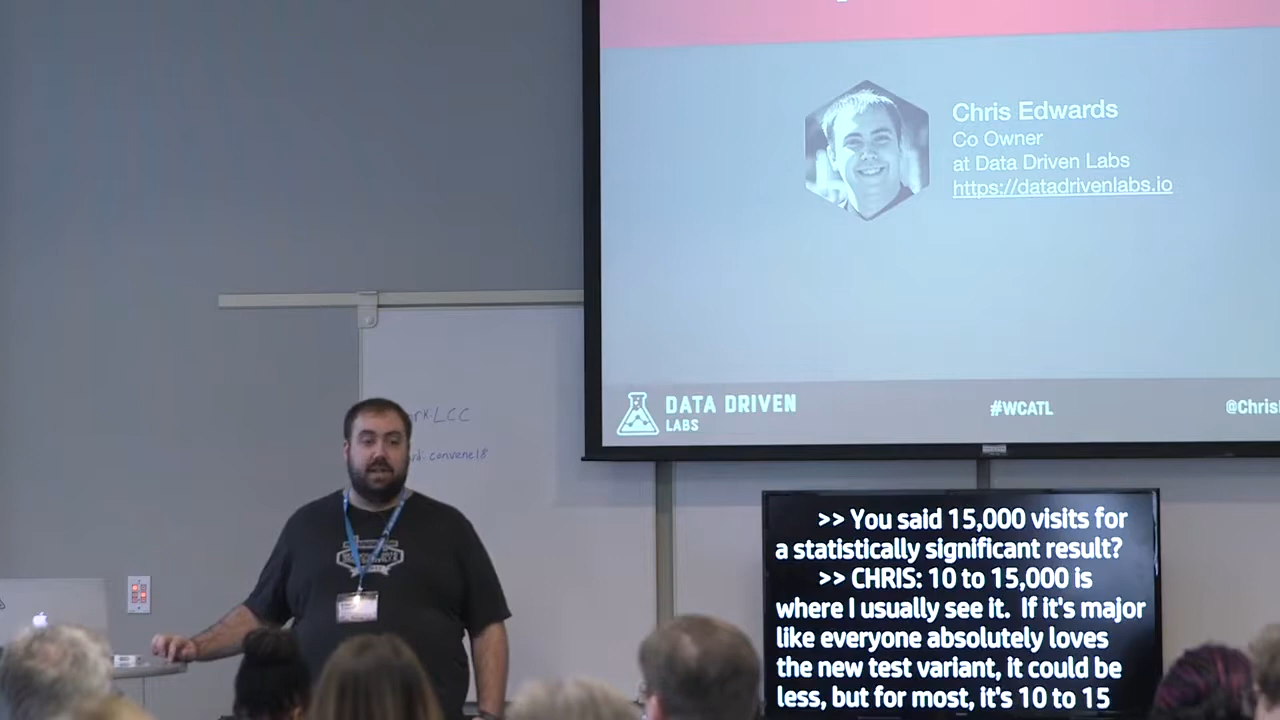 Chris Edwards
Co Owner
at Data Driven Labs
https://datadrivenlabs.io
DATA DRIVEN
LABS
#WCATL
@Chris
LCC
convene18
>> You said 15,000 visits for
a statistically significant result?
>> CHRIS: 10 to 15,000 is
where I usually see it. If it's major
like everyone absolutely loves
the new test variant, it could be
less, but for most, it's 10 to 15